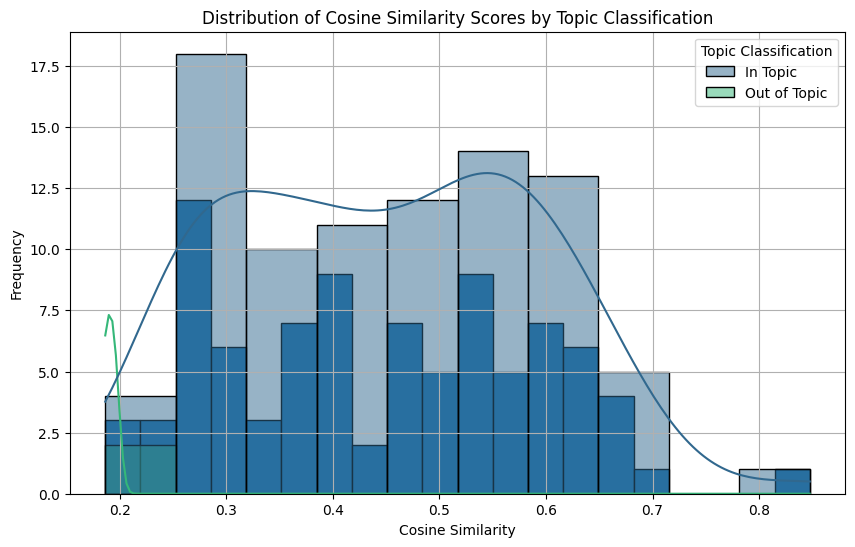 Distribution of Cosine Similarity Scores by Topic Classification
Topic Classification
In Topic
Out of Topic
17.5
15.0
12.5
10.0
7.5
5.0
2.5
0.0
Frequency
0.2 0.3 0.4 0.5 0.6 0.7 0.8
Cosine Similarity